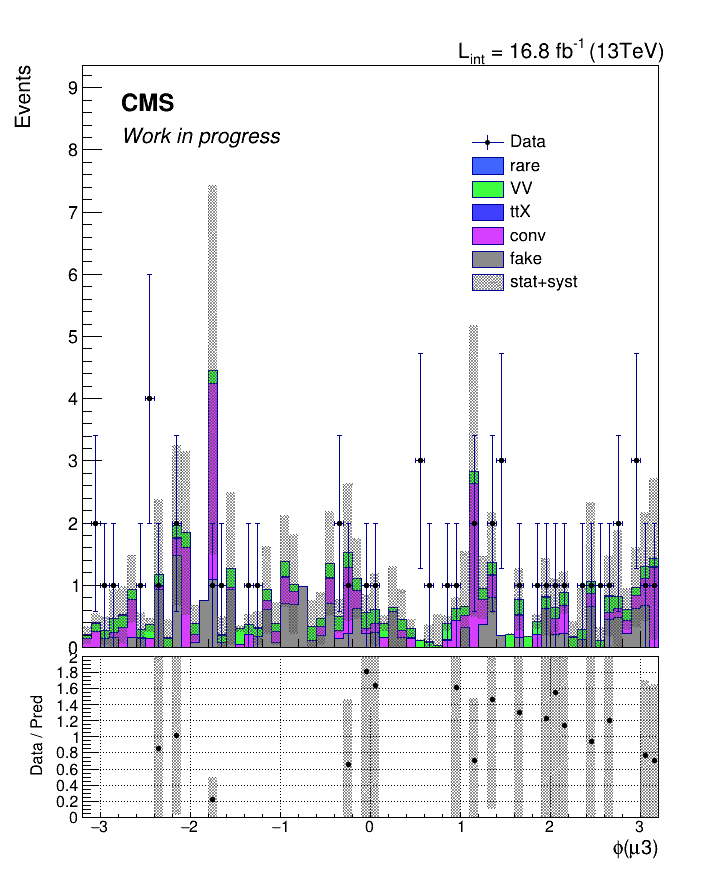 L_int = 16.8 fb⁻¹ (13TeV)
Events
CMS
Work in progress
Data
rare
VV
ttX
conv
fake
stat+syst
9
8
7
6
5
4
3
2
1
0
Data / Pred
2
1.8
1.6
1.4
1.2
1
0.8
0.6
0.4
0.2
0
−3 −2 −1 0 1 2 3
ϕ(μ3)